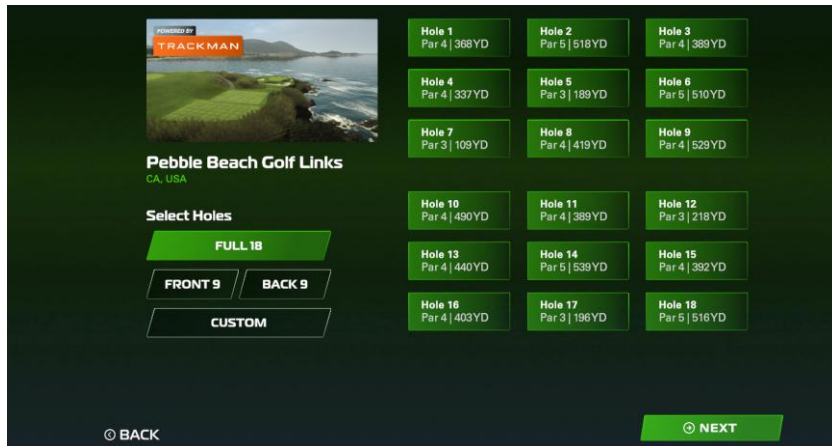 POWERED BY
TRACKMAN
Pebble Beach Golf Links
CA, USA
Select Holes
FULL 18
FRONT 9
BACK 9
CUSTOM
Hole 1
Par 4 | 368YD
Hole 2
Par 5 | 518YD
Hole 3
Par 4 | 389YD
Hole 4
Par 4 | 337YD
Hole 5
Par 3 | 189YD
Hole 6
Par 5 | 510YD
Hole 7
Par 3 | 109YD
Hole 8
Par 4 | 419YD
Hole 9
Par 4 | 529YD
Hole 10
Par 4 | 490YD
Hole 11
Par 4 | 389YD
Hole 12
Par 3 | 218YD
Hole 13
Par 4 | 440YD
Hole 14
Par 5 | 539YD
Hole 15
Par 4 | 392YD
Hole 16
Par 4 | 403YD
Hole 17
Par 3 | 196YD
Hole 18
Par 5 | 516YD
BACK
NEXT